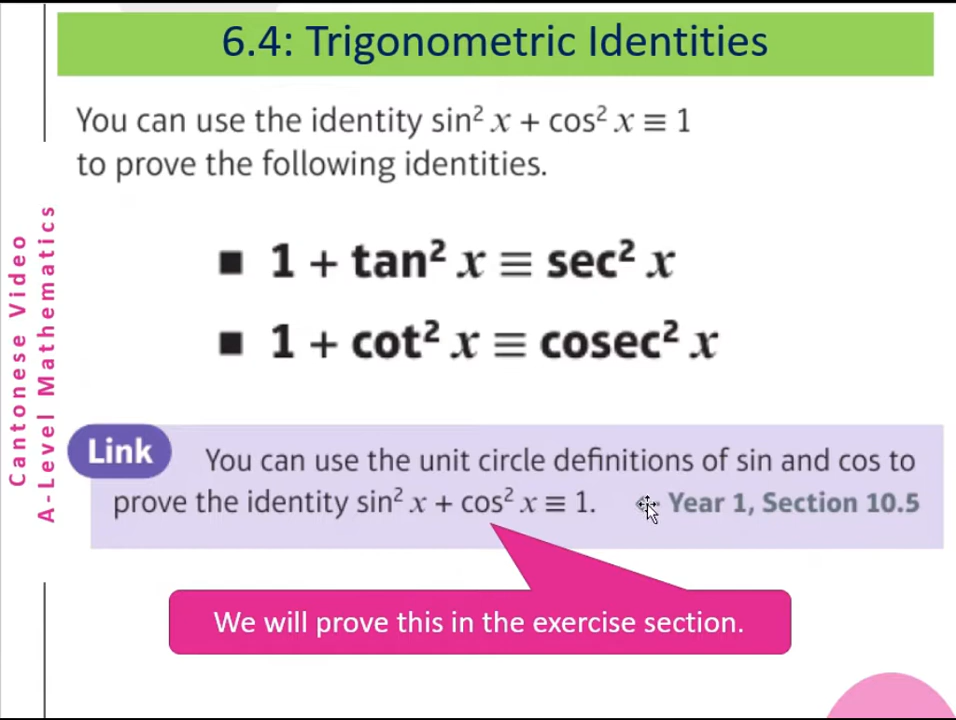 6.4: Trigonometric Identities
You can use the identity sin² x + cos² x ≡ 1
to prove the following identities.
■ 1 + tan² x ≡ sec² x
■ 1 + cot² x ≡ cosec² x
Link You can use the unit circle definitions of sin and cos to
prove the identity sin² x + cos² x ≡ 1. ← Year 1, Section 10.5
We will prove this in the exercise section.
Cantonese Video
A-Level Mathematics